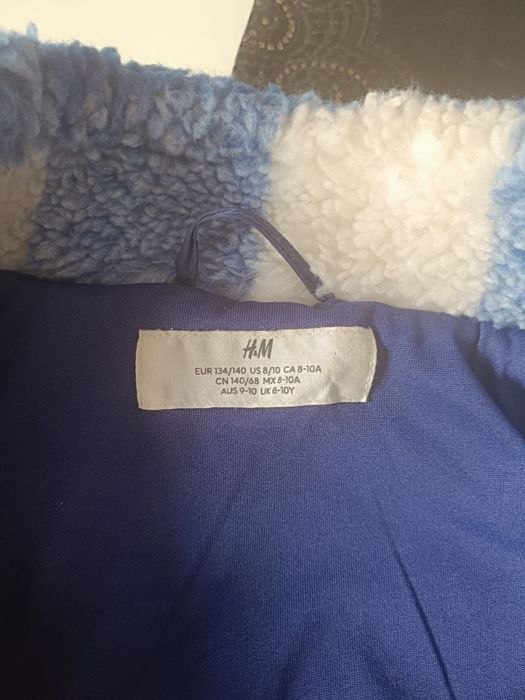 H&M
EUR 134/140 US 8/10 CA 8-10A
CN 140/68 MX 8-10A
AUS 9-10 UK 8-10Y